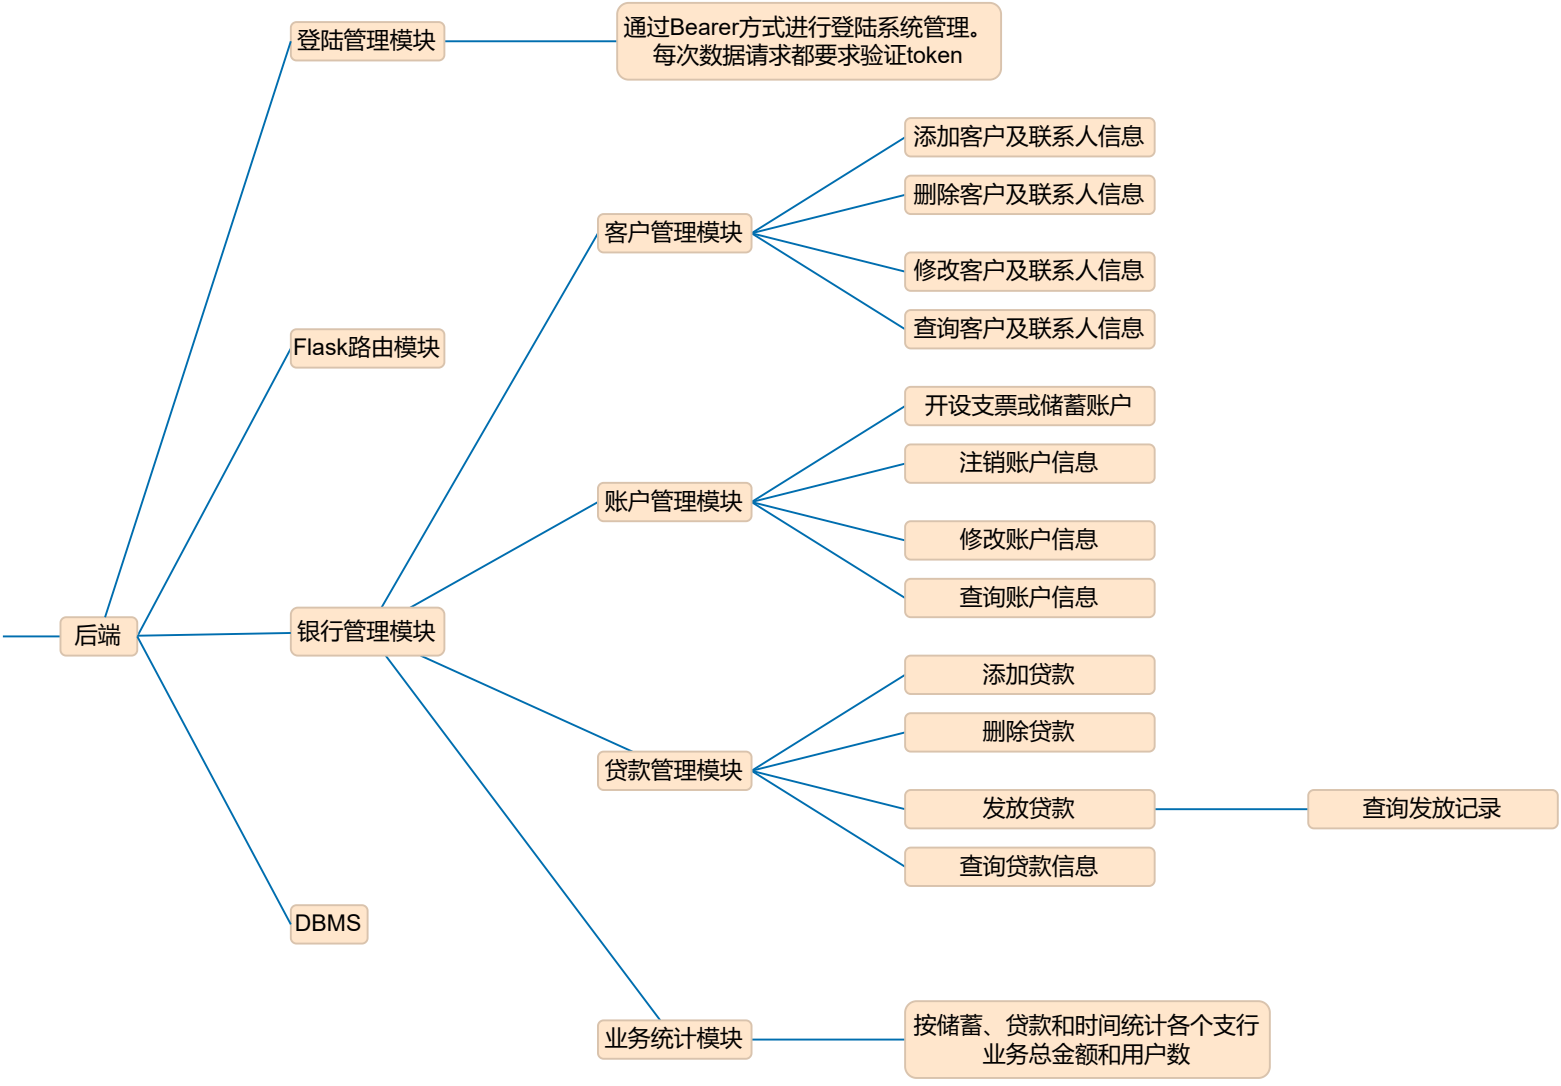 登陆管理模块
通过Bearer方式进行登陆系统管理。
每次数据请求都要求验证token
添加客户及联系人信息
删除客户及联系人信息
客户管理模块
修改客户及联系人信息
查询客户及联系人信息
Flask路由模块
开设支票或储蓄账户
注销账户信息
账户管理模块
修改账户信息
查询账户信息
后端
银行管理模块
添加贷款
删除贷款
贷款管理模块
发放贷款
查询发放记录
查询贷款信息
DBMS
业务统计模块
按储蓄、贷款和时间统计各个支行
业务总金额和用户数